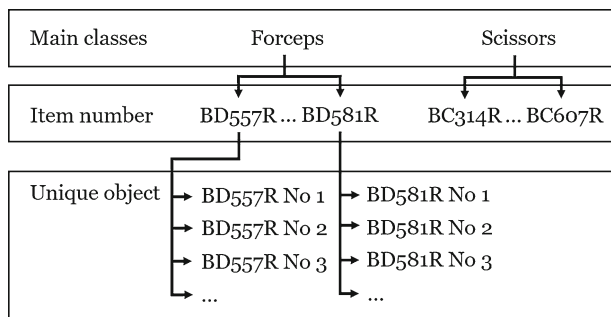 Main classes Forceps Scissors
Item number BD557R ... BD581R BC314R ... BC607R
Unique object
BD557R No 1 BD581R No 1
BD557R No 2 BD581R No 2
BD557R No 3 BD581R No 3
... ...